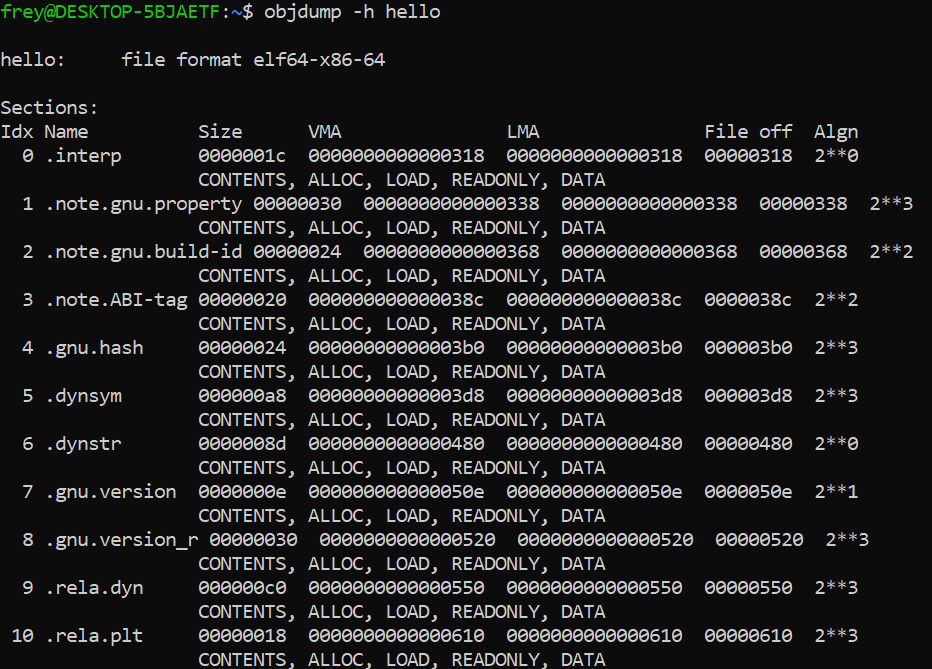 frey@DESKTOP-5BJAETF:~$ objdump -h hello
hello:     file format elf64-x86-64
Sections:
Idx Name          Size      VMA               LMA               File off  Algn
  0 .interp       0000001c  0000000000000318  0000000000000318  00000318  2**0
                  CONTENTS, ALLOC, LOAD, READONLY, DATA
  1 .note.gnu.property 00000030  0000000000000338  0000000000000338  00000338  2**3
                  CONTENTS, ALLOC, LOAD, READONLY, DATA
  2 .note.gnu.build-id 00000024  0000000000000368  0000000000000368  00000368  2**2
                  CONTENTS, ALLOC, LOAD, READONLY, DATA
  3 .note.ABI-tag 00000020  000000000000038c  000000000000038c  0000038c  2**2
                  CONTENTS, ALLOC, LOAD, READONLY, DATA
  4 .gnu.hash     00000024  00000000000003b0  00000000000003b0  000003b0  2**3
                  CONTENTS, ALLOC, LOAD, READONLY, DATA
  5 .dynsym       000000a8  00000000000003d8  00000000000003d8  000003d8  2**3
                  CONTENTS, ALLOC, LOAD, READONLY, DATA
  6 .dynstr       0000008d  0000000000000480  0000000000000480  00000480  2**0
                  CONTENTS, ALLOC, LOAD, READONLY, DATA
  7 .gnu.version  0000000e  000000000000050e  000000000000050e  0000050e  2**1
                  CONTENTS, ALLOC, LOAD, READONLY, DATA
  8 .gnu.version_r 00000030  0000000000000520  0000000000000520  00000520  2**3
                  CONTENTS, ALLOC, LOAD, READONLY, DATA
  9 .rela.dyn     000000c0  0000000000000550  0000000000000550  00000550  2**3
                  CONTENTS, ALLOC, LOAD, READONLY, DATA
 10 .rela.plt     00000018  0000000000000610  0000000000000610  00000610  2**3
                  CONTENTS, ALLOC, LOAD, READONLY, DATA